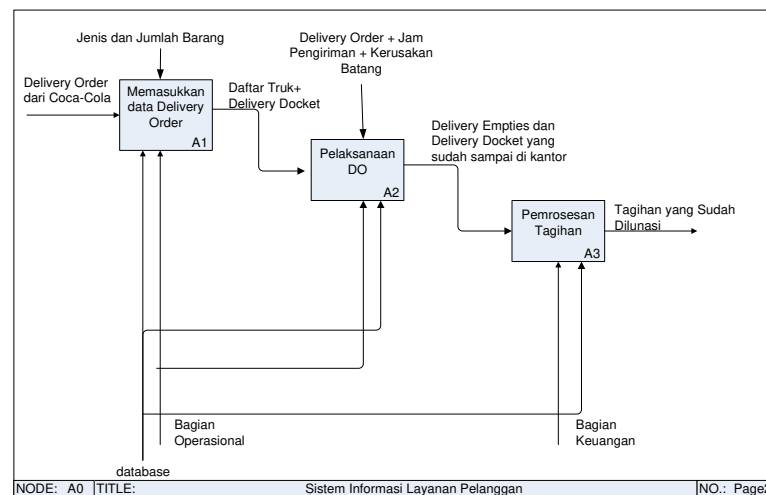 Jenis dan Jumlah Barang
Delivery Order + Jam
Pengiriman + Kerusakan
Batang
Delivery Order
dari Coca-Cola
Memasukkan
data Delivery
Order
A1
Daftar Truk+
Delivery Docket
Pelaksanaan
DO
A2
Delivery Empties dan
Delivery Docket yang
sudah sampai di kantor
Pemrosesan
Tagihan
A3
Tagihan yang Sudah
Dilunasi
Bagian
Operasional
Bagian
Keuangan
database
NODE: A0 TITLE: Sistem Informasi Layanan Pelanggan NO.: Page2